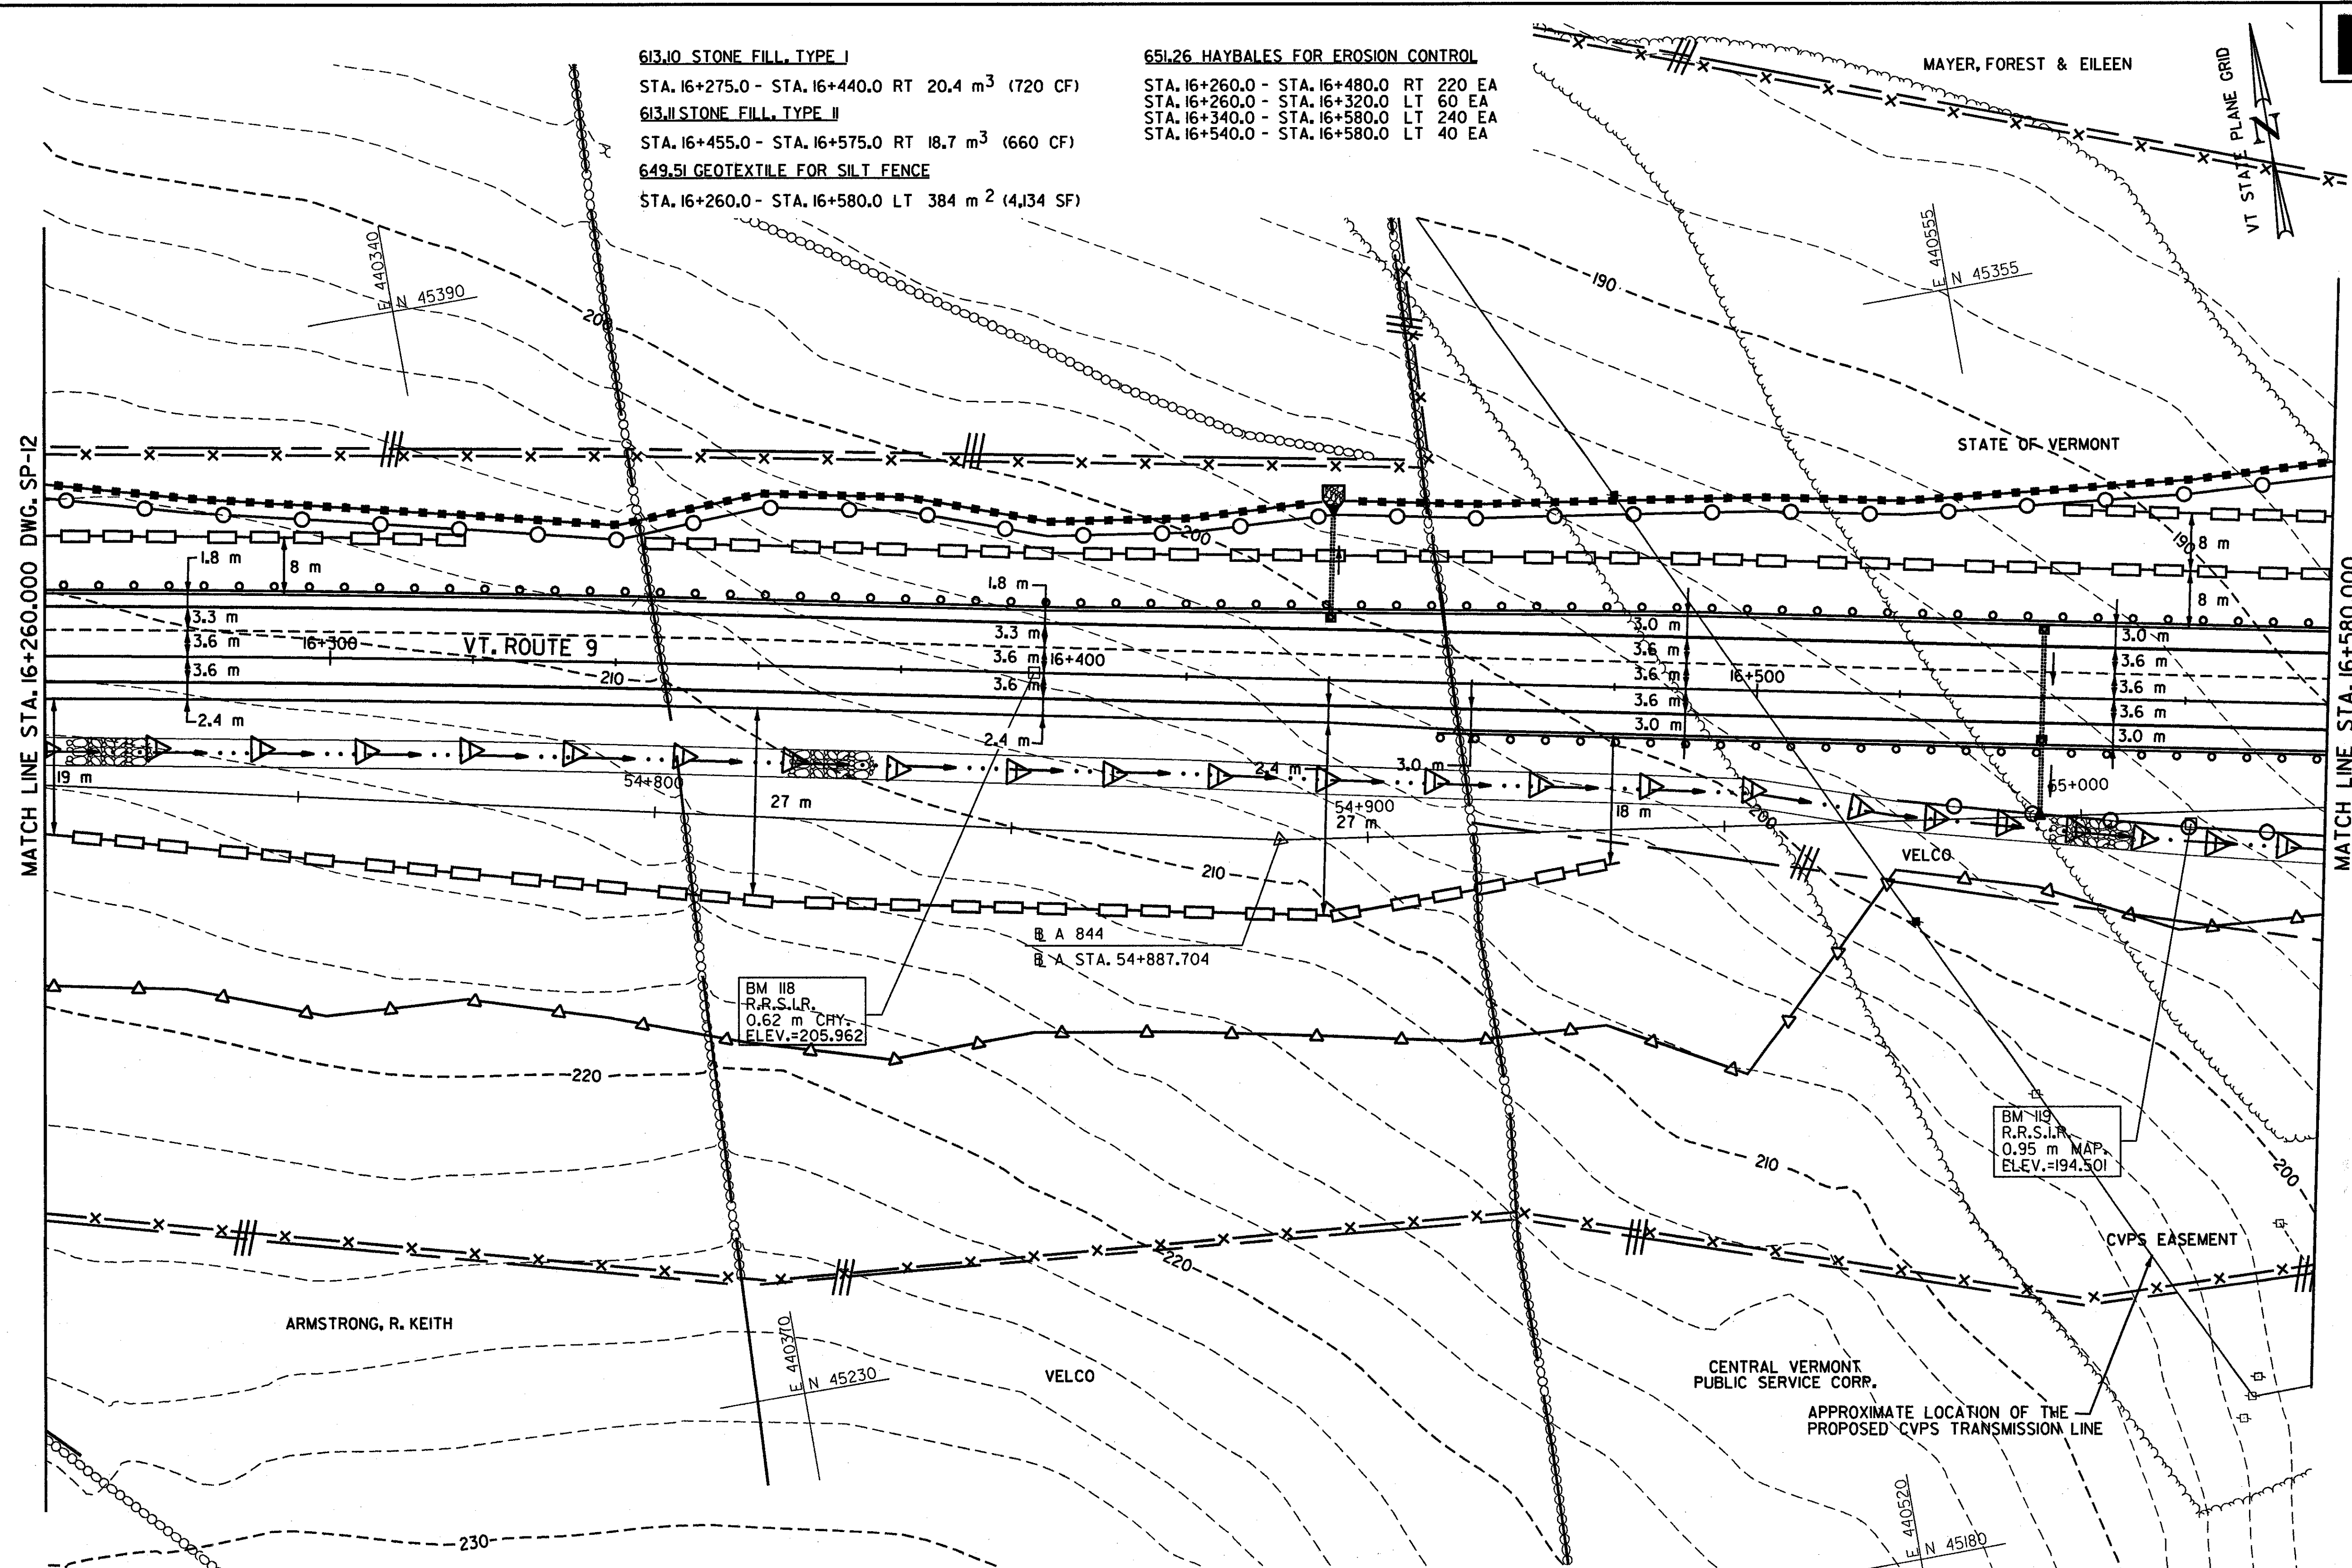 613.10 STONE FILL, TYPE I
STA. 16+275.0 - STA. 16+440.0 RT 20.4 m3 (720 CF)
613.11 STONE FILL, TYPE II
STA. 16+455.0 - STA. 16+575.0 RT 18.7 m3 (660 CF)
649.51 GEOTEXTILE FOR SILT FENCE
STA. 16+260.0 - STA. 16+580.0 LT 384 m 2 (4,134 SF)
651.26 HAYBALES FOR EROSION CONTROL
STA. 16+260.0 - STA. 16+480.0 RT 220 EA
STA. 16+260.0 - STA. 16+320.0 LT 60 EA
STA. 16+340.0 - STA. 16+580.0 LT 240 EA
STA. 16+540.0 - STA. 16+580.0 LT 40 EA
MAYER, FOREST & EILEEN
VT STATE PLANE GRID
N
E 440340
N 45390
E 440555
N 45355
190
200
STATE OF VERMONT
MATCH LINE STA. 16+260.000 DWG. SP-12
MATCH LINE STA. 16+580.000
200
190
8 m
8 m
1.8 m
8 m
1.8 m
3.3 m
3.6 m
3.6 m
2.4 m
16+300
VT. ROUTE 9
210
3.3 m
3.6 m
16+400
3.6 m
2.4 m
3.0 m
3.6 m
3.6 m
3.6 m
3.0 m
16+500
3.0 m
3.6 m
3.6 m
3.6 m
3.0 m
19 m
54+800
27 m
2.4 m
3.0 m
54+900
27 m
18 m
55+000
200
VELCO
210
BL A 844
BL A STA. 54+887.704
BM 118
R.R.S.I.R.
0.62 m CHY.
ELEV.=205.962
220
BM 119
R.R.S.I.R.
0.95 m MAP.
ELEV.=194.501
210
200
220
CVPS EASEMENT
ARMSTRONG, R. KEITH
E 440370
N 45230
VELCO
CENTRAL VERMONT
PUBLIC SERVICE CORP.
APPROXIMATE LOCATION OF THE
PROPOSED CVPS TRANSMISSION LINE
230
E 440520
N 45180